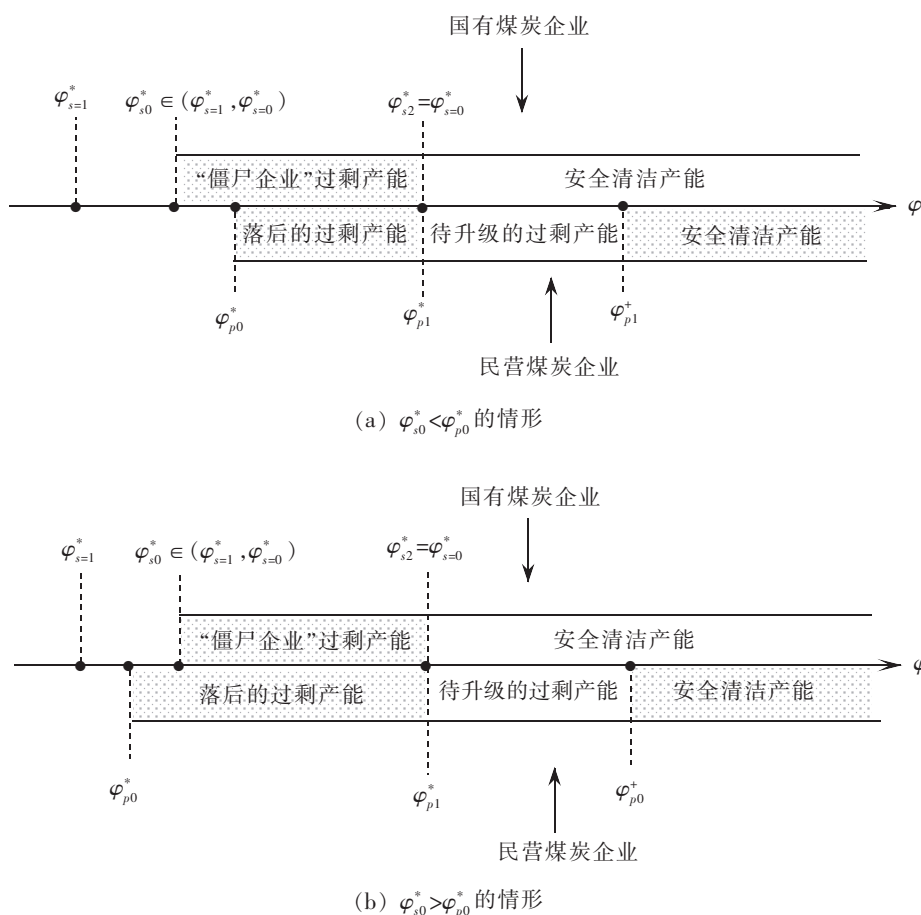 国有煤炭企业
φ*ₛ₌₁ φ*ₛ₀ ∈ (φ*ₛ₌₁ , φ*ₛ₌₀) φ*ₛ₂=φ*ₛ₌₀
“僵尸企业”过剩产能 安全清洁产能
φ
落后的过剩产能 待升级的过剩产能 安全清洁产能
φ*ₚ₀ φ*ₚ₁ φ⁺ₚ₁
民营煤炭企业
(a) φ*ₛ₀<φ*ₚ₀的情形
国有煤炭企业
φ*ₛ₌₁ φ*ₛ₀ ∈ (φ*ₛ₌₁ , φ*ₛ₌₀) φ*ₛ₂=φ*ₛ₌₀
“僵尸企业”过剩产能 安全清洁产能
φ
落后的过剩产能 待升级的过剩产能 安全清洁产能
φ*ₚ₀ φ*ₚ₁ φ⁺ₚ₀
民营煤炭企业
(b) φ*ₛ₀>φ*ₚ₀的情形